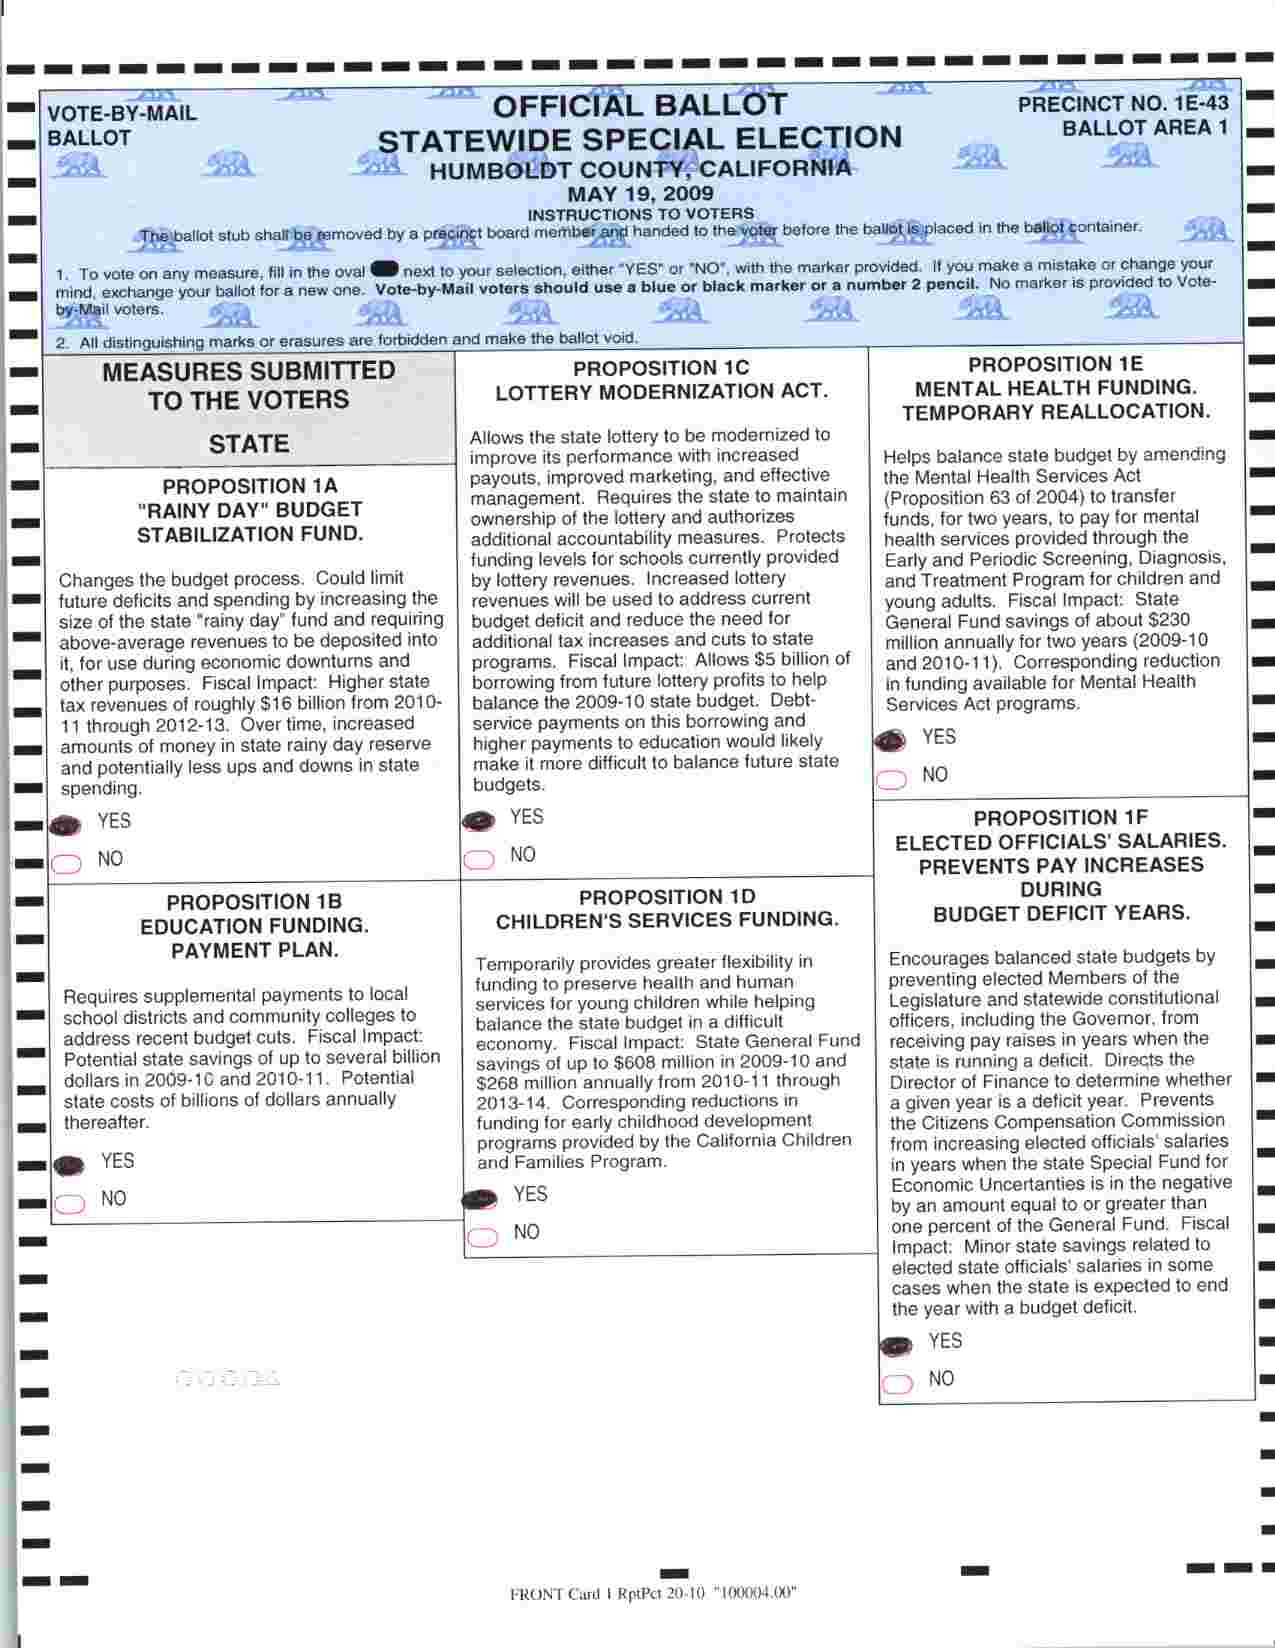 VOTE-BY-MAIL
BALLOT
OFFICIAL BALLOT
STATEWIDE SPECIAL ELECTION
HUMBOLDT COUNTY, CALIFORNIA
MAY 19, 2009
PRECINCT NO. 1E-43
BALLOT AREA 1
INSTRUCTIONS TO VOTERS
The ballot stub shall be removed by a precinct board member and handed to the voter before the ballot is placed in the ballot container.
1. To vote on any measure, fill in the oval next to your selection, either "YES" or "NO", with the marker provided. If you make a mistake or change your
mind, exchange your ballot for a new one. Vote-by-Mail voters should use a blue or black marker or a number 2 pencil. No marker is provided to Vote-
by-Mail voters.
2. All distinguishing marks or erasures are forbidden and make the ballot void.
MEASURES SUBMITTED
TO THE VOTERS
STATE
PROPOSITION 1A
"RAINY DAY" BUDGET
STABILIZATION FUND.
Changes the budget process. Could limit
future deficits and spending by increasing the
size of the state "rainy day" fund and requiring
above-average revenues to be deposited into
it, for use during economic downturns and
other purposes. Fiscal Impact: Higher state
tax revenues of roughly $16 billion from 2010-
11 through 2012-13. Over time, increased
amounts of money in state rainy day reserve
and potentially less ups and downs in state
spending.
YES
NO
PROPOSITION 1B
EDUCATION FUNDING.
PAYMENT PLAN.
Requires supplemental payments to local
school districts and community colleges to
address recent budget cuts. Fiscal Impact:
Potential state savings of up to several billion
dollars in 2009-10 and 2010-11. Potential
state costs of billions of dollars annually
thereafter.
YES
NO
PROPOSITION 1C
LOTTERY MODERNIZATION ACT.
Allows the state lottery to be modernized to
improve its performance with increased
payouts, improved marketing, and effective
management. Requires the state to maintain
ownership of the lottery and authorizes
additional accountability measures. Protects
funding levels for schools currently provided
by lottery revenues. Increased lottery
revenues will be used to address current
budget deficit and reduce the need for
additional tax increases and cuts to state
programs. Fiscal Impact: Allows $5 billion of
borrowing from future lottery profits to help
balance the 2009-10 state budget. Debt-
service payments on this borrowing and
higher payments to education would likely
make it more difficult to balance future state
budgets.
YES
NO
PROPOSITION 1D
CHILDREN'S SERVICES FUNDING.
Temporarily provides greater flexibility in
funding to preserve health and human
services for young children while helping
balance the state budget in a difficult
economy. Fiscal Impact: State General Fund
savings of up to $608 million in 2009-10 and
$268 million annually from 2010-11 through
2013-14. Corresponding reductions in
funding for early childhood development
programs provided by the California Children
and Families Program.
YES
NO
PROPOSITION 1E
MENTAL HEALTH FUNDING.
TEMPORARY REALLOCATION.
Helps balance state budget by amending
the Mental Health Services Act
(Proposition 63 of 2004) to transfer
funds, for two years, to pay for mental
health services provided through the
Early and Periodic Screening, Diagnosis,
and Treatment Program for children and
young adults. Fiscal Impact: State
General Fund savings of about $230
million annually for two years (2009-10
and 2010-11). Corresponding reduction
in funding available for Mental Health
Services Act programs.
YES
NO
PROPOSITION 1F
ELECTED OFFICIALS' SALARIES.
PREVENTS PAY INCREASES
DURING
BUDGET DEFICIT YEARS.
Encourages balanced state budgets by
preventing elected Members of the
Legislature and statewide constitutional
officers, including the Governor, from
receiving pay raises in years when the
state is running a deficit. Directs the
Director of Finance to determine whether
a given year is a deficit year. Prevents
the Citizens Compensation Commission
from increasing elected officials' salaries
in years when the state Special Fund for
Economic Uncertanties is in the negative
by an amount equal to or greater than
one percent of the General Fund. Fiscal
Impact: Minor state savings related to
elected state officials' salaries in some
cases when the state is expected to end
the year with a budget deficit.
YES
NO
FRONT Card 1 RptPct 20-10 "100004.00"